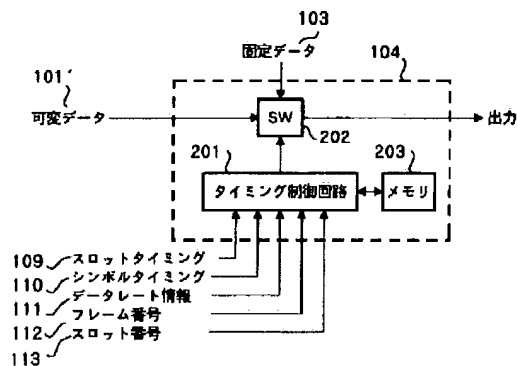 103
固定データ
104
101'
可変データ
SW
202
出力
201
203
タイミング制御回路
メモリ
109 スロットタイミング
110 シンボルタイミング
111 データレート情報
112 フレーム番号
113 スロット番号